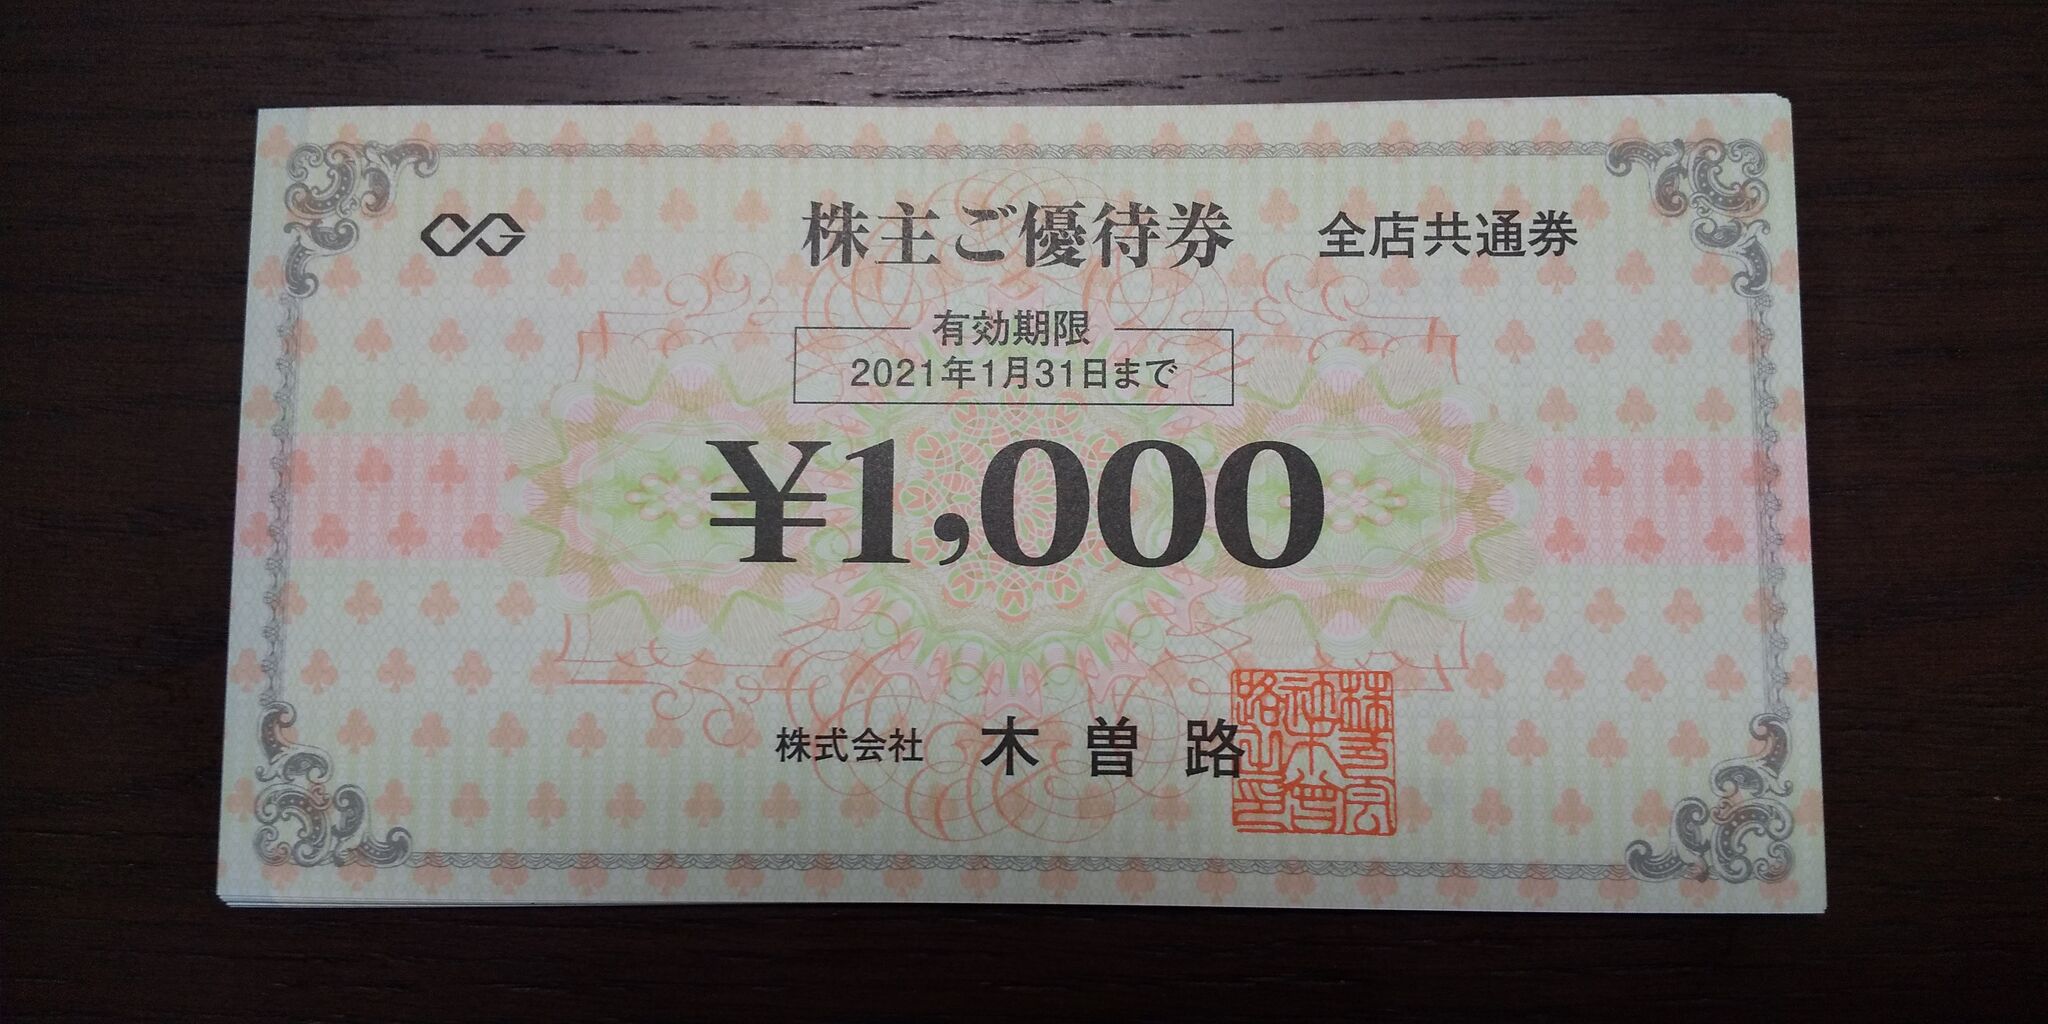 株主ご優待券 全店共通券
有効期限
2021年1月31日まで
¥1,000
株式会社 木曽路